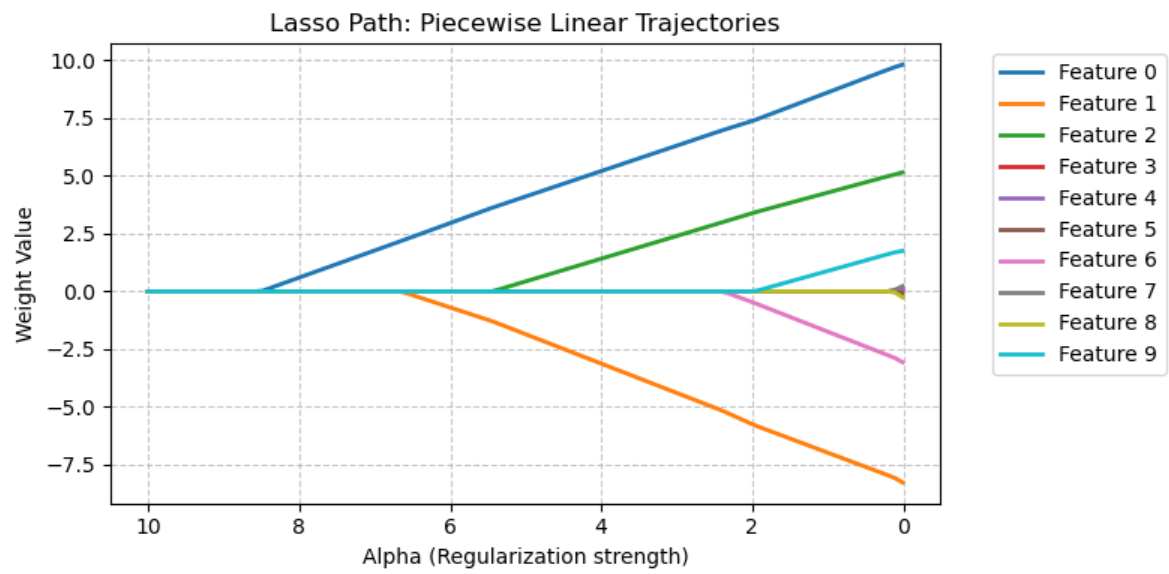 Lasso Path: Piecewise Linear Trajectories
10.0
7.5
5.0
2.5
0.0
−2.5
−5.0
−7.5
Weight Value
10
8
6
4
2
0
Alpha (Regularization strength)
Feature 0
Feature 1
Feature 2
Feature 3
Feature 4
Feature 5
Feature 6
Feature 7
Feature 8
Feature 9